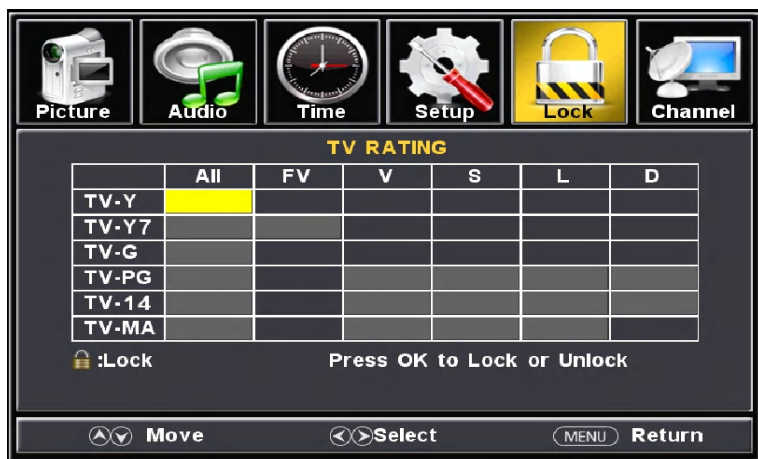 Picture Audio Time Setup Lock Channel
TV RATING
All FV V S L D
TV-Y
TV-Y7
TV-G
TV-PG
TV-14
TV-MA
:Lock Press OK to Lock or Unlock
Move Select MENU Return